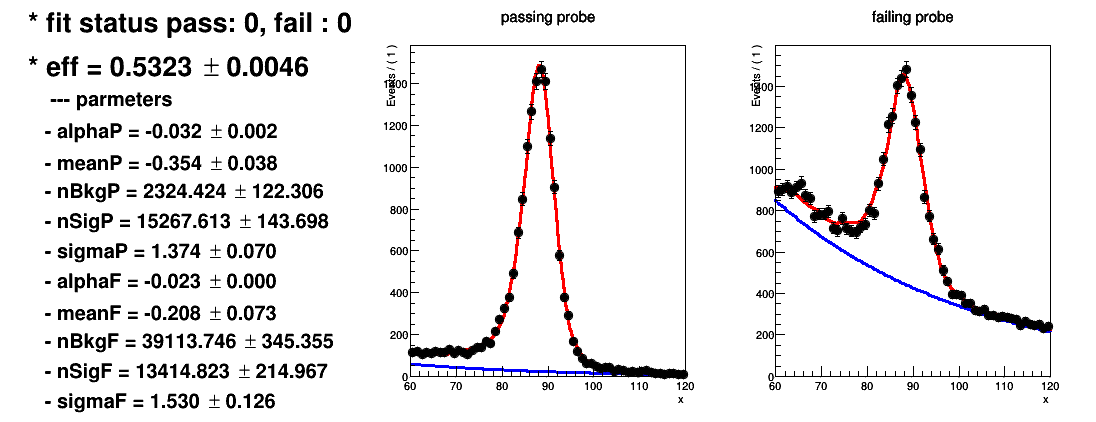 * fit status pass: 0, fail : 0
* eff = 0.5323 ± 0.0046
--- parmeters
- alphaP = -0.032 ± 0.002
- meanP = -0.354 ± 0.038
- nBkgP = 2324.424 ± 122.306
- nSigP = 15267.613 ± 143.698
- sigmaP = 1.374 ± 0.070
- alphaF = -0.023 ± 0.000
- meanF = -0.208 ± 0.073
- nBkgF = 39113.746 ± 345.355
- nSigF = 13414.823 ± 214.967
- sigmaF = 1.530 ± 0.126
passing probe
Events / ( 1 )
1400
1200
1000
800
600
400
200
0
60 70 80 90 100 110 120
x
failing probe
Events / ( 1 )
1400
1200
1000
800
600
400
200
0
60 70 80 90 100 110 120
x